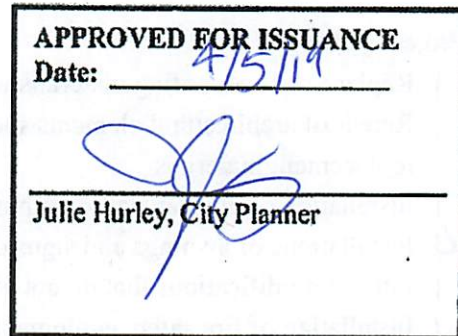 APPROVED FOR ISSUANCE
Date: 4/5/19
Julie Hurley, City Planner